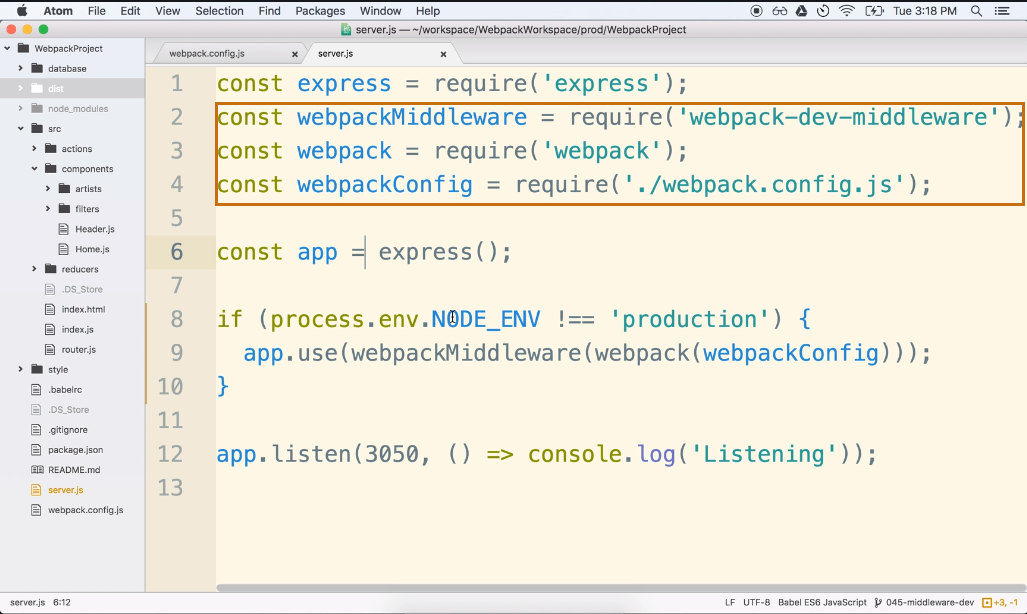 Atom File Edit View Selection Find Packages Window Help Tue 3:18 PM
server.js — ~/workspace/WebpackWorkspace/prod/WebpackProject
WebpackProject
database
dist
node_modules
src
actions
components
artists
filters
Header.js
Home.js
reducers
.DS_Store
index.html
index.js
router.js
style
.babelrc
.DS_Store
.gitignore
package.json
README.md
server.js
webpack.config.js
webpack.config.js × server.js ×
1 const express = require('express');
2 const webpackMiddleware = require('webpack-dev-middleware');
3 const webpack = require('webpack');
4 const webpackConfig = require('./webpack.config.js');
5
6 const app = express();
7
8 if (process.env.NODE_ENV !== 'production') {
9 app.use(webpackMiddleware(webpack(webpackConfig)));
10 }
11
12 app.listen(3050, () => console.log('Listening'));
13
server.js 6:12 LF UTF-8 Babel ES6 JavaScript 045-middleware-dev +3, -1